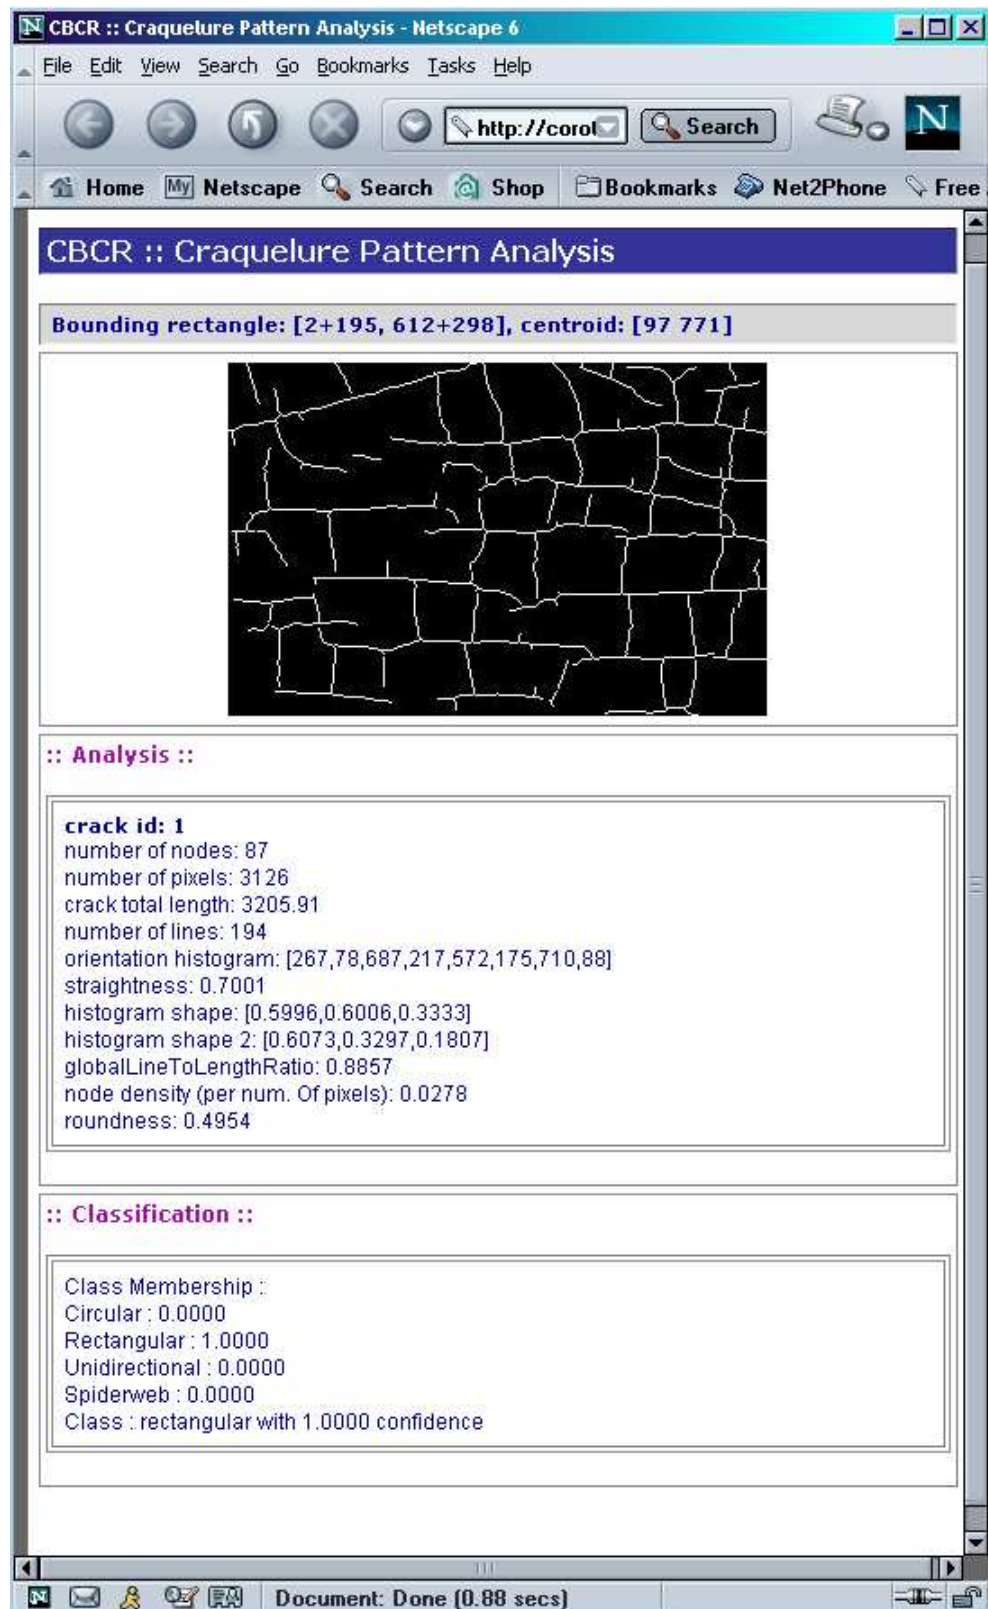 CBCR :: Craquelure Pattern Analysis - Netscape 6
File Edit View Search Go Bookmarks Tasks Help
http://corol Search N
Home My Netscape Search Shop Bookmarks Net2Phone Free
CBCR :: Craquelure Pattern Analysis
Bounding rectangle: [2+195, 612+298], centroid: [97 771]
:: Analysis ::
crack id: 1
number of nodes: 87
number of pixels: 3126
crack total length: 3205.91
number of lines: 194
orientation histogram: [267,78,687,217,572,175,710,88]
straightness: 0.7001
histogram shape: [0.5996,0.6006,0.3333]
histogram shape 2: [0.6073,0.3297,0.1807]
globalLineToLengthRatio: 0.8857
node density (per num. Of pixels): 0.0278
roundness: 0.4954
:: Classification ::
Class Membership :
Circular : 0.0000
Rectangular : 1.0000
Unidirectional : 0.0000
Spiderweb : 0.0000
Class : rectangular with 1.0000 confidence
Document: Done (0.88 secs)